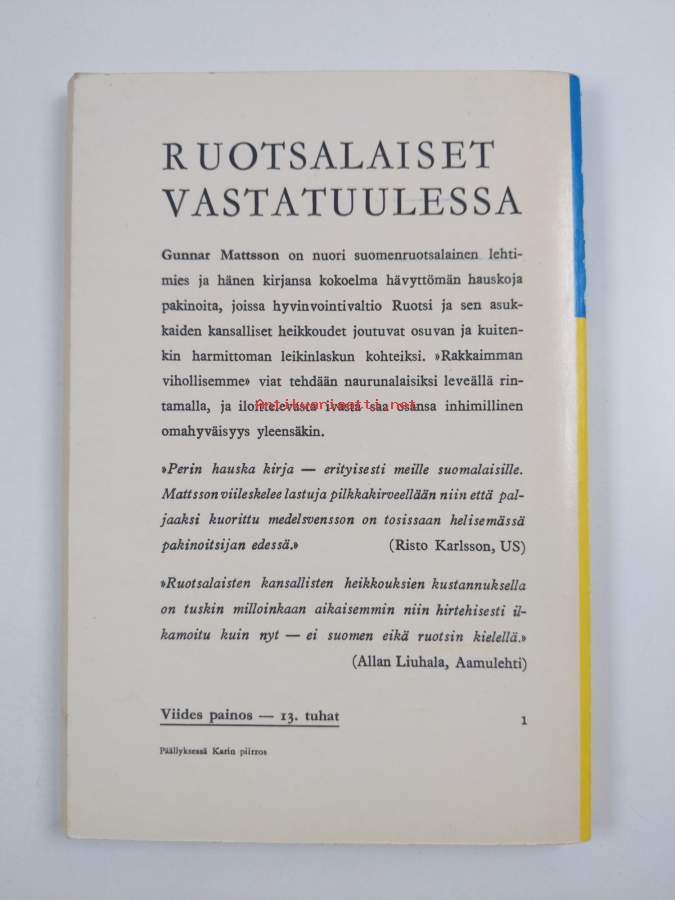 RUOTSALAISET
VASTATUULESSA
Gunnar Mattsson on nuori suomenruotsalainen lehti-
mies ja hänen kirjansa kokoelma hävyttömän hauskoja
pakinoita, joissa hyvinvointivaltio Ruotsi ja sen asuk-
kaiden kansalliset heikkoudet joutuvat osuvan ja kuiten-
kin harmittoman leikinlaskun kohteiksi. »Rakkaimman
vihollisemme» viat tehdään naurunalaisiksi leveällä rin-
tamalla, ja iloittelevasta ivasta saa osansa inhimillinen
Antikvariaatti.net
omahyväisyys yleensäkin.
»Perin hauska kirja — erityisesti meille suomalaisille.
Mattsson viileskelee lastuja pilkkakirveellään niin että pal-
jaaksi kuorittu medelsvensson on tosissaan helisemässä
pakinoitsijan edessä.» (Risto Karlsson, US)
»Ruotsalaisten kansallisten heikkouksien kustannuksella
on tuskin milloinkaan aikaisemmin niin hirtehisesti il-
kamoitu kuin nyt — ei suomen eikä ruotsin kielellä.»
(Allan Liuhala, Aamulehti)
Viides painos — 13. tuhat 1
Päällyksessä Karin piirros